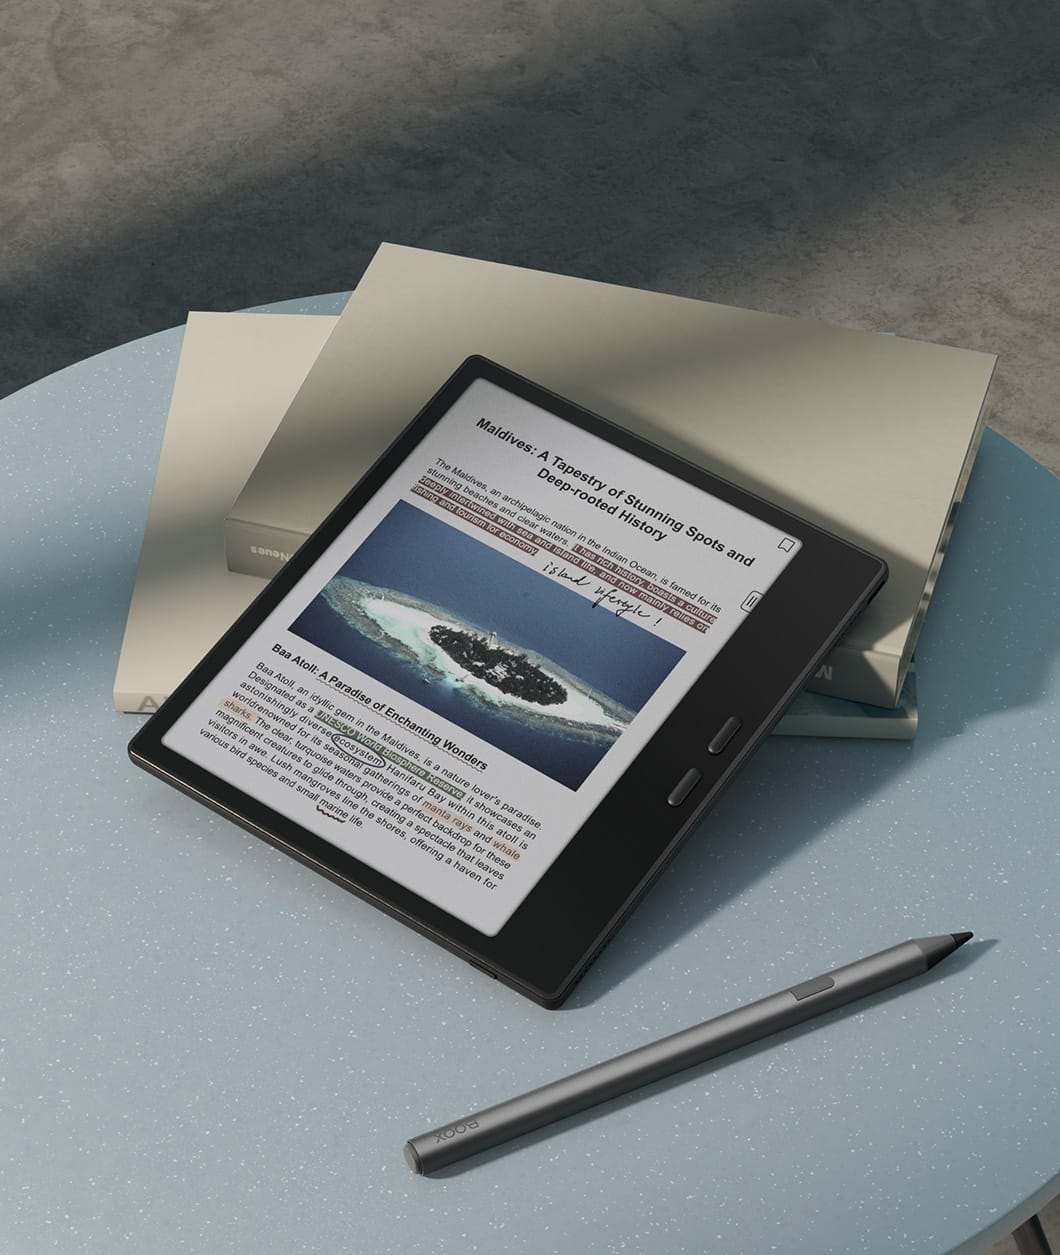 Maldives: A Tapestry of Stunning Spots and
Deep-rooted History
The Maldives, an archipelagic nation in the Indian Ocean, is famed for its
stunning beaches and clear waters. It has rich history, boasts a culture
deeply intertwined with sea and island life, and now mainly relies on
fishing and tourism for economy.
island lifestyle!
Baa Atoll: A Paradise of Enchanting Wonders
Baa Atoll, an idyllic gem in the Maldives, is a nature lover's paradise.
Designated as a UNESCO World Biosphere Reserve, it showcases an
astonishingly diverse ecosystem. Hanifaru Bay within this atoll is
worldrenowned for its seasonal gatherings of manta rays and whale
sharks. The clear, turquoise waters provide a perfect backdrop for these
magnificent creatures to glide through, creating a spectacle that leaves
visitors in awe. Lush mangroves line the shores, offering a haven for
various bird species and small marine life.
Neues
M
BOOX